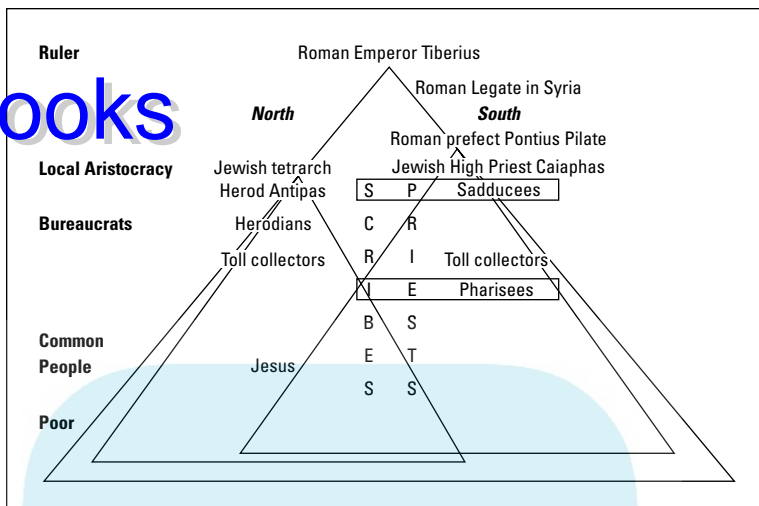 Ruler Roman Emperor Tiberius
Roman Legate in Syria
ooks
North South
Roman prefect Pontius Pilate
Local Aristocracy Jewish tetrarch Jewish High Priest Caiaphas
Herod Antipas S P Sadducees
Bureaucrats Herodians C R
Toll collectors R I Toll collectors
I E Pharisees
B S
Common
People Jesus E T
S S
Poor